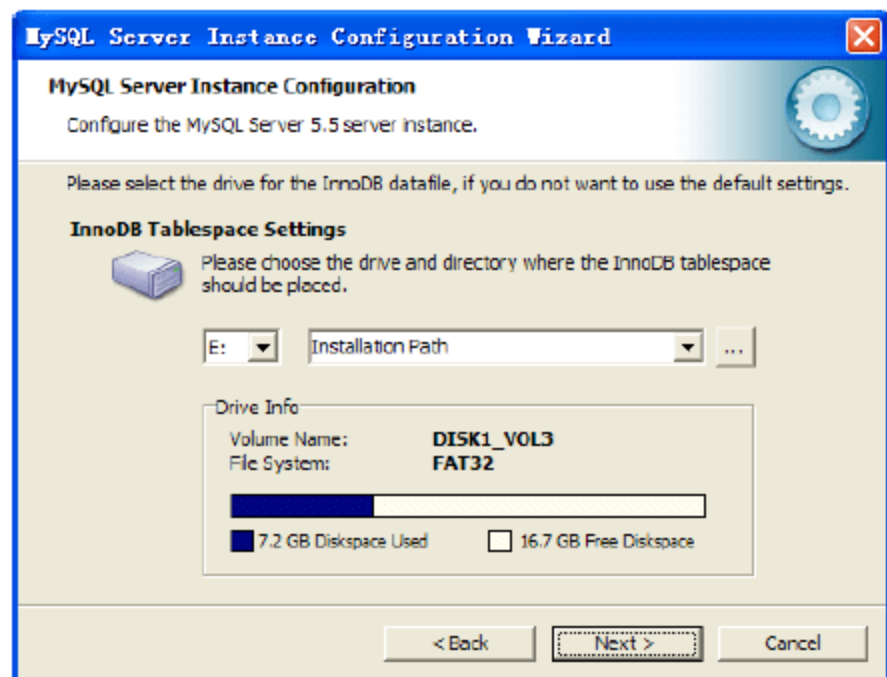 MySQL Server Instance Configuration Wizard
MySQL Server Instance Configuration
Configure the MySQL Server 5.5 server instance.
Please select the drive for the InnoDB datafile, if you do not want to use the default settings.
InnoDB Tablespace Settings
Please choose the drive and directory where the InnoDB tablespace
should be placed.
E: Installation Path ...
Drive Info
Volume Name: DISK1_VOL3
File System: FAT32
7.2 GB Diskspace Used 16.7 GB Free Diskspace
< Back Next > Cancel